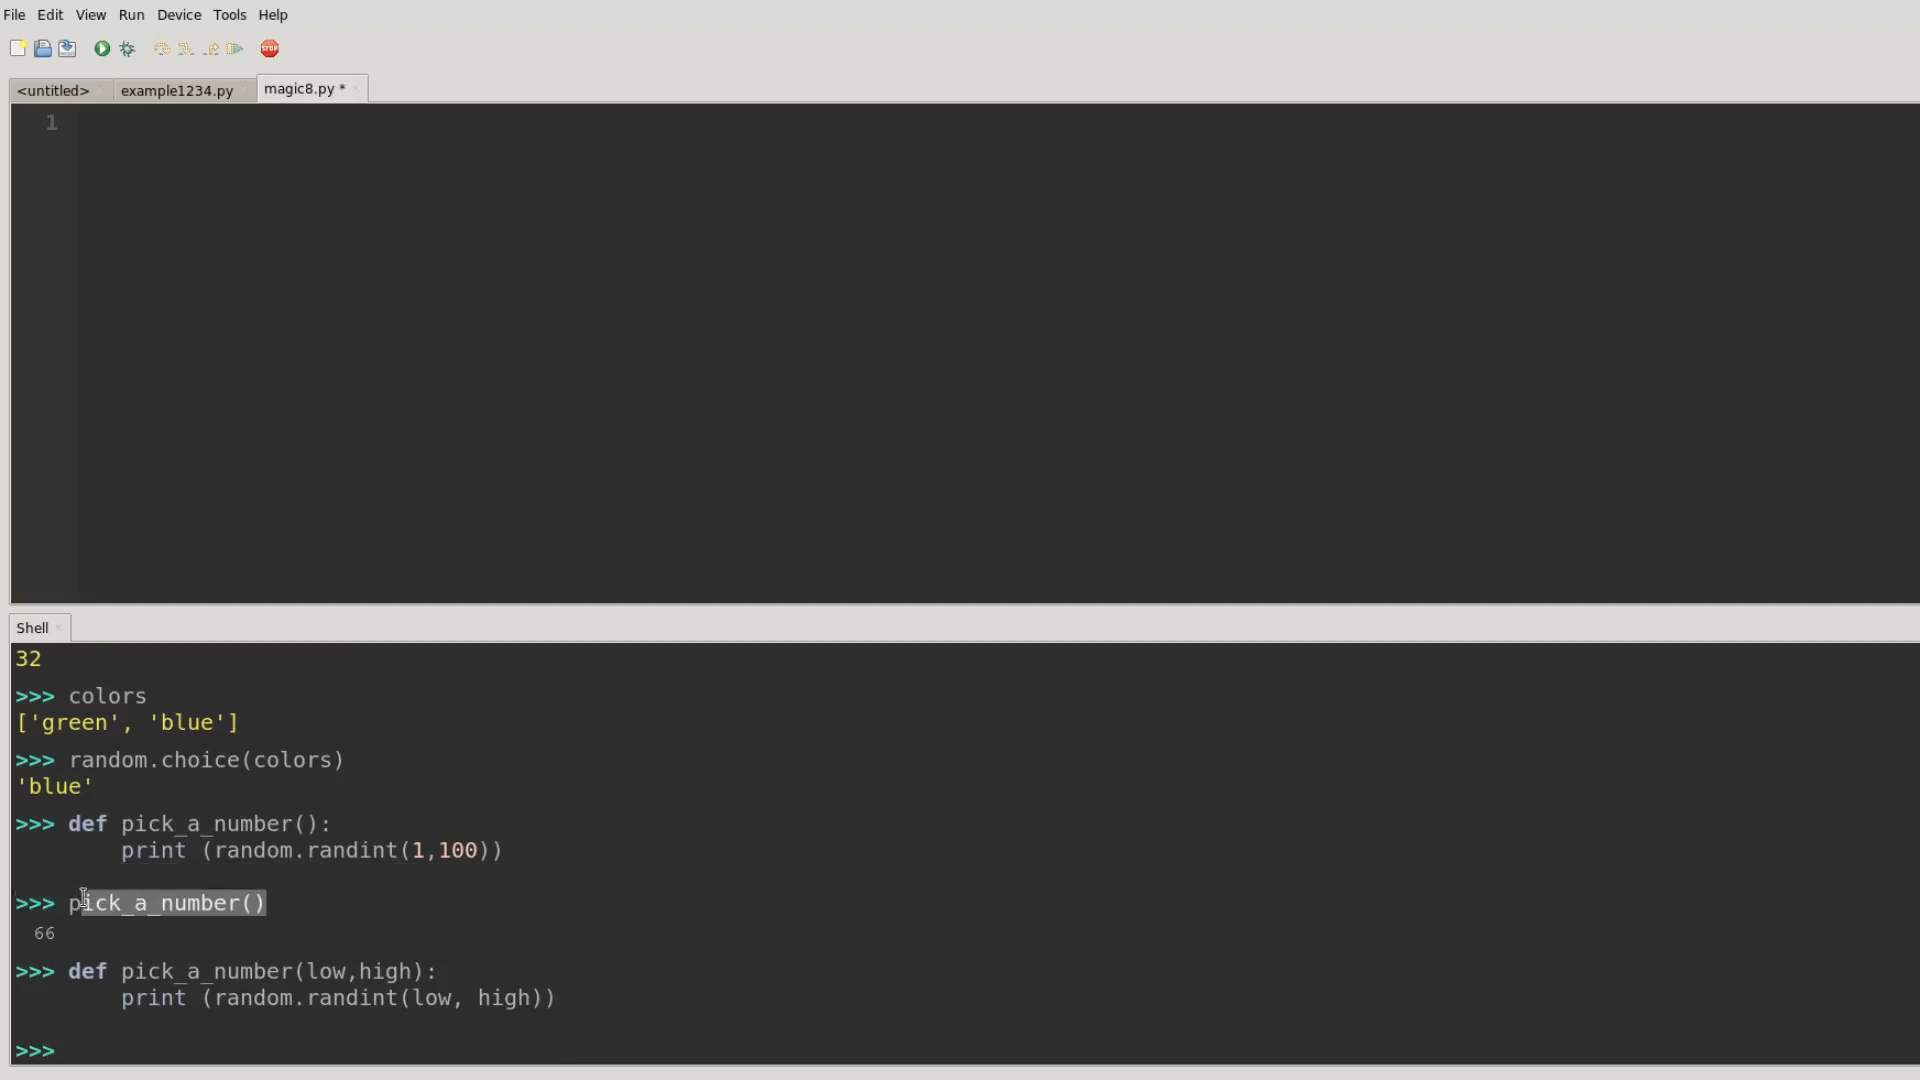 File Edit View Run Device Tools Help
STOP
<untitled> example1234.py magic8.py *
1
Shell
32
>>> colors
['green', 'blue']
>>> random.choice(colors)
'blue'
>>> def pick_a_number():
print (random.randint(1,100))
>>> pick_a_number()
66
>>> def pick_a_number(low,high):
print (random.randint(low, high))
>>>